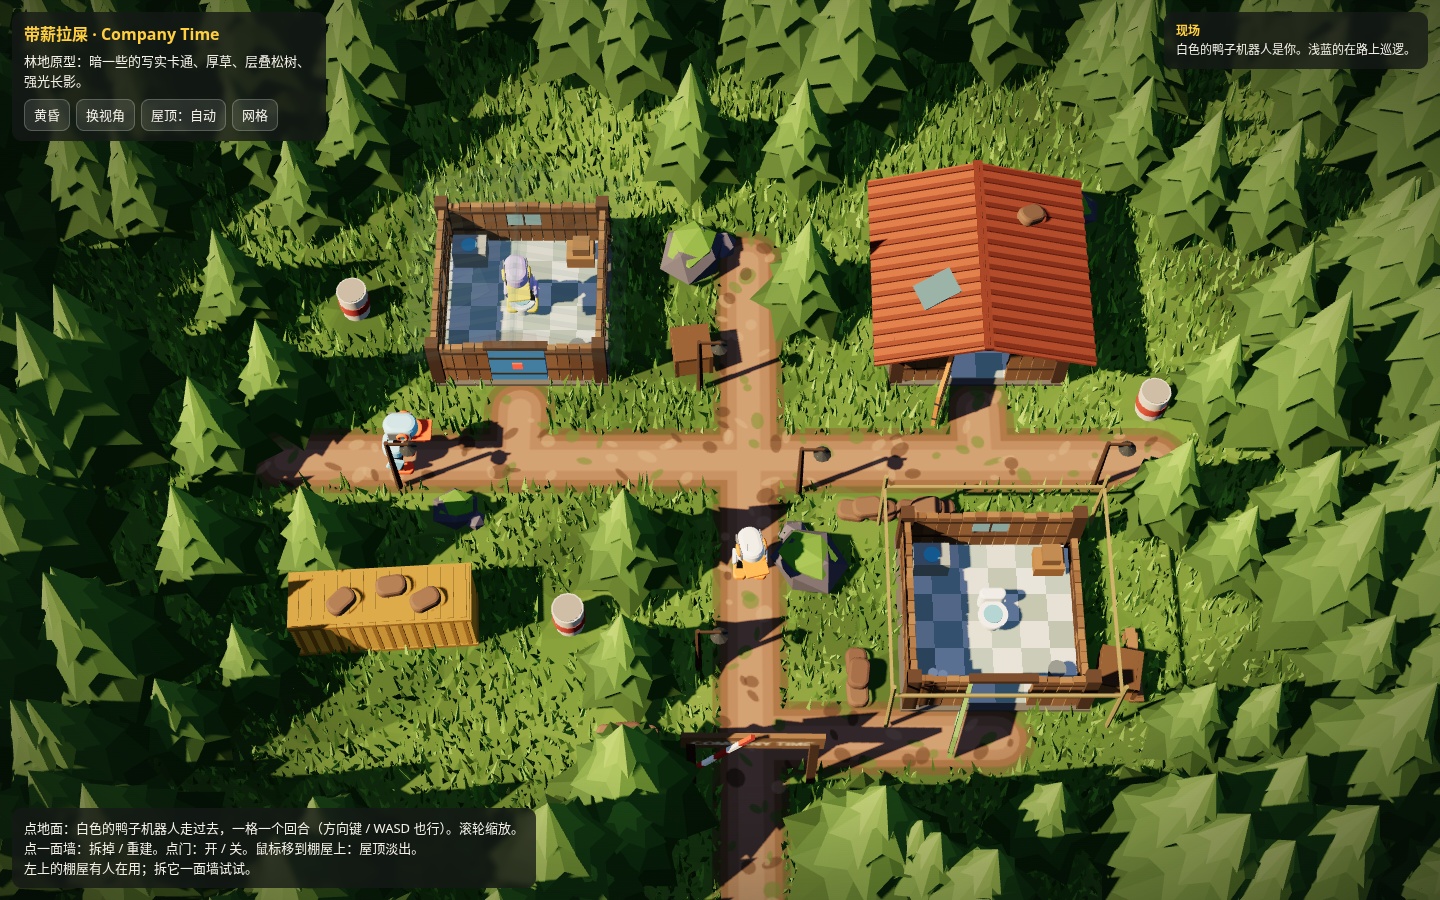 带薪拉屎 · Company Time
林地原型：暗一些的写实卡通、厚草、层叠松树、
强光长影。
黄昏
换视角
屋顶：自动
网格
现场
白色的鸭子机器人是你。浅蓝的在路上巡逻。
点地面：白色的鸭子机器人走过去，一格一个回合（方向键 / WASD 也行）。滚轮缩放。
点一面墙：拆掉 / 重建。点门：开 / 关。鼠标移到棚屋上：屋顶淡出。
左上的棚屋有人在用；拆它一面墙试试。